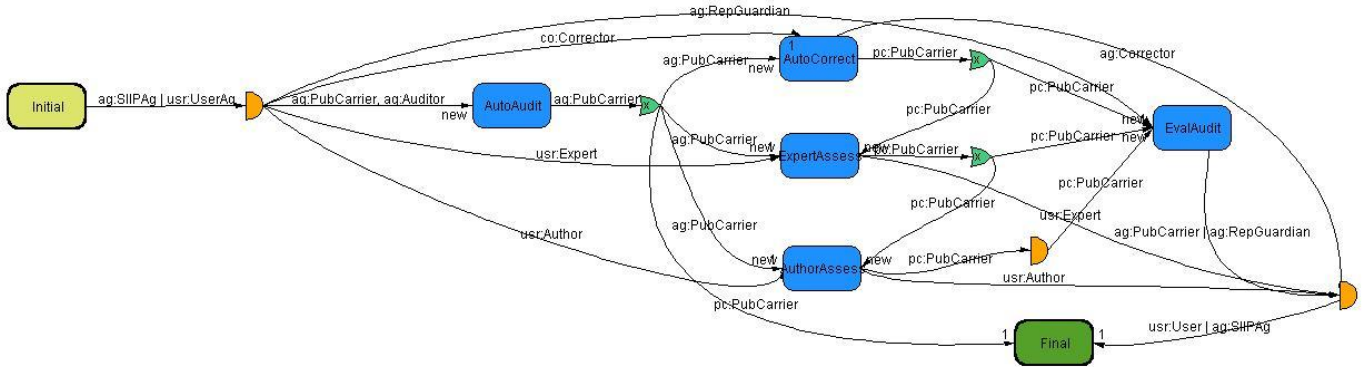 ag:RepGuardian
co:Corrector
ag:PubCarrier
1
AutoCorrect
new
pc:PubCarrier
x
ag:Corrector
pc:PubCarrier
Initial
ag:SIIPAg | usr:UserAg
ag:PubCarrier, ag:Auditor
new
AutoAudit
ag:PubCarrier
x
pc:PubCarrier
new
EvalAudit
ag:PubCarrier
pc:PubCarrier
new
usr:Expert
new
ExpertAssess
new
pc:PubCarrier
x
pc:PubCarrier
pc:PubCarrier
usr:Expert
usr:Author
ag:PubCarrier
ag:PubCarrier | ag:RepGuardian
new
AuthorAssess
new
pc:PubCarrier
usr:Author
pc:PubCarrier
1
Final
1
usr:User | ag:SIIPAg